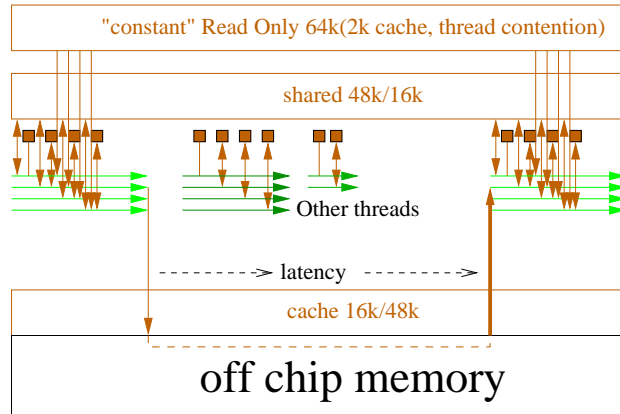 "constant" Read Only 64k(2k cache, thread contention)
shared 48k/16k
Other threads
latency
cache 16k/48k
off chip memory